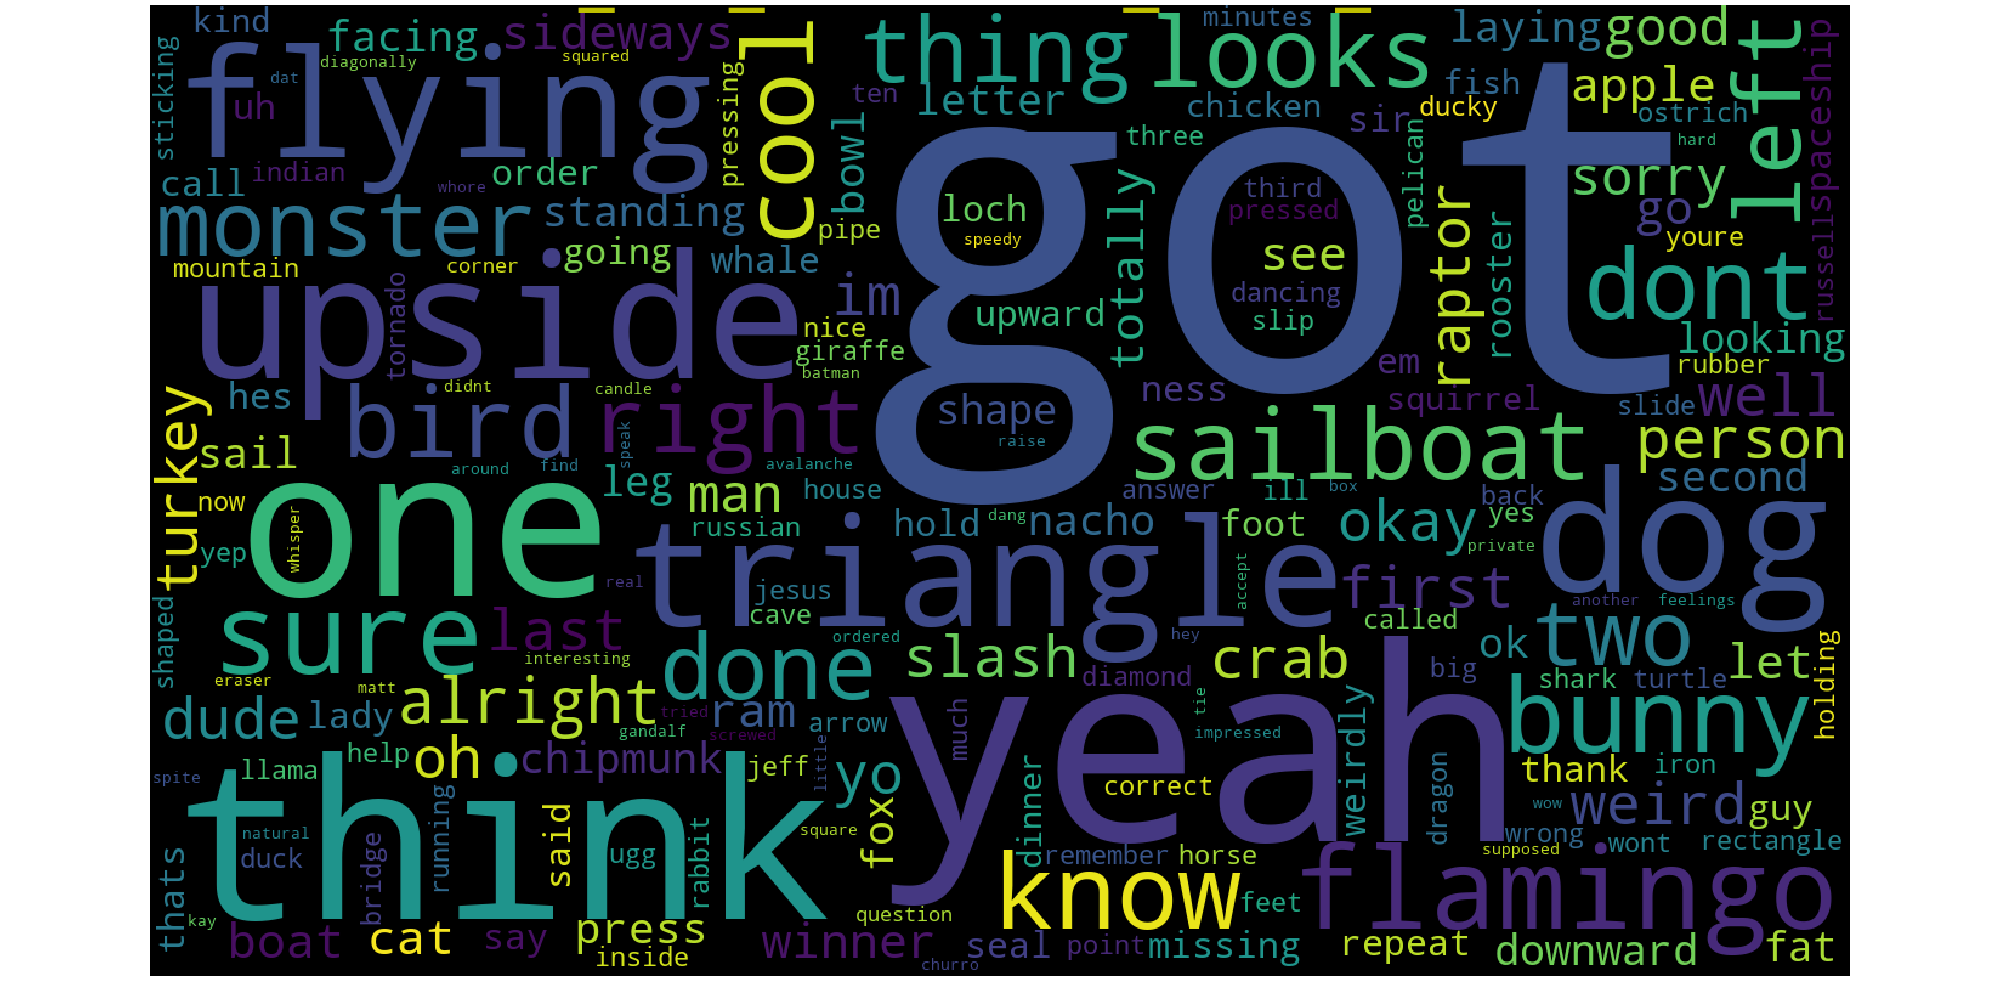 kind
facing
sideways
cool
thing
looks
minutes
laying
good
left
sticking
diagonally
flying
dat
squared
uh
pressing
ten
letter
chicken
sir
fish
ducky
apple
ostrich
spaceship
call
indian
whore
order
bowl
got
three
pelican
hard
sorry
monster
standing
pipe
loch
speedy
totally
third
pressed
see
raptor
rooster
go
youre
dont
russell
mountain
tornado
corner
going
whale
im
upside
nice
upward
dancing
slip
looking
giraffe
batman
em
rubber
turkey
hes
bird
didnt
candle
right
shape
raise
ness
sailboat
squirrel
slide
well
person
sail
around
find
speak
leg
avalanche
man
house
answer
ill
box
back
second
dog
now
whisper
one
russian
hold
dang
nacho
foot
okay
yes
private
yep
real
triangle
jesus
accept
first
another
feelings
shaped
sure
last
cave
ordered
hey
called
two
let
holding
eraser
interesting
done
slash
diamond
crab
big
ok
shark
turtle
matt
alright
tried
ram
arrow
much
yeah
tie
impressed
weirdly
bunny
dude
lady
gandalf
screwed
help
oh
chipmunk
jeff
little
yo
correct
dragon
thank
iron
spite
llama
think
fox
dinner
wow
weird
guy
natural
duck
bridge
running
said
ugg
rabbit
square
remember
horse
wrong
supposed
wont
rectangle
thats
kay
know
feet
flamingo
boat
cat
say
press
inside
winner
question
churro
seal
point
missing
repeat
downward
fat